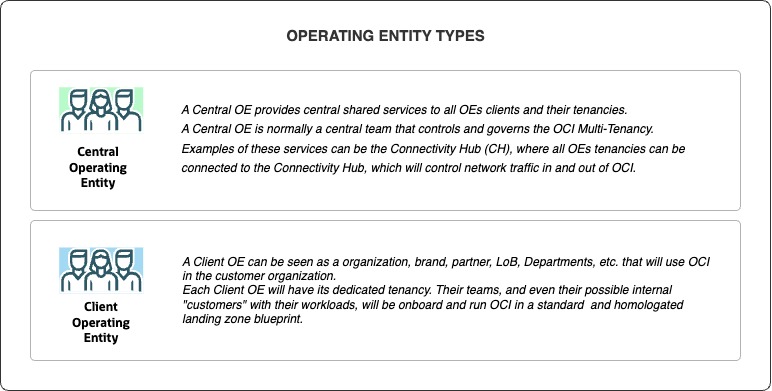 OPERATING ENTITY TYPES
Central
Operating
Entity
A Central OE provides central shared services to all OEs clients and their tenancies.
A Central OE is normally a central team that controls and governs the OCI Multi-Tenancy.
Examples of these services can be the Connectivity Hub (CH), where all OEs tenancies can be
connected to the Connectivity Hub, which will control network traffic in and out of OCI.
Client
Operating
Entity
A Client OE can be seen as a organization, brand, partner, LoB, Departments, etc. that will use OCI
in the customer organization.
Each Client OE will have its dedicated tenancy. Their teams, and even their possible internal
"customers" with their workloads, will be onboard and run OCI in a standard  and homologated
landing zone blueprint.